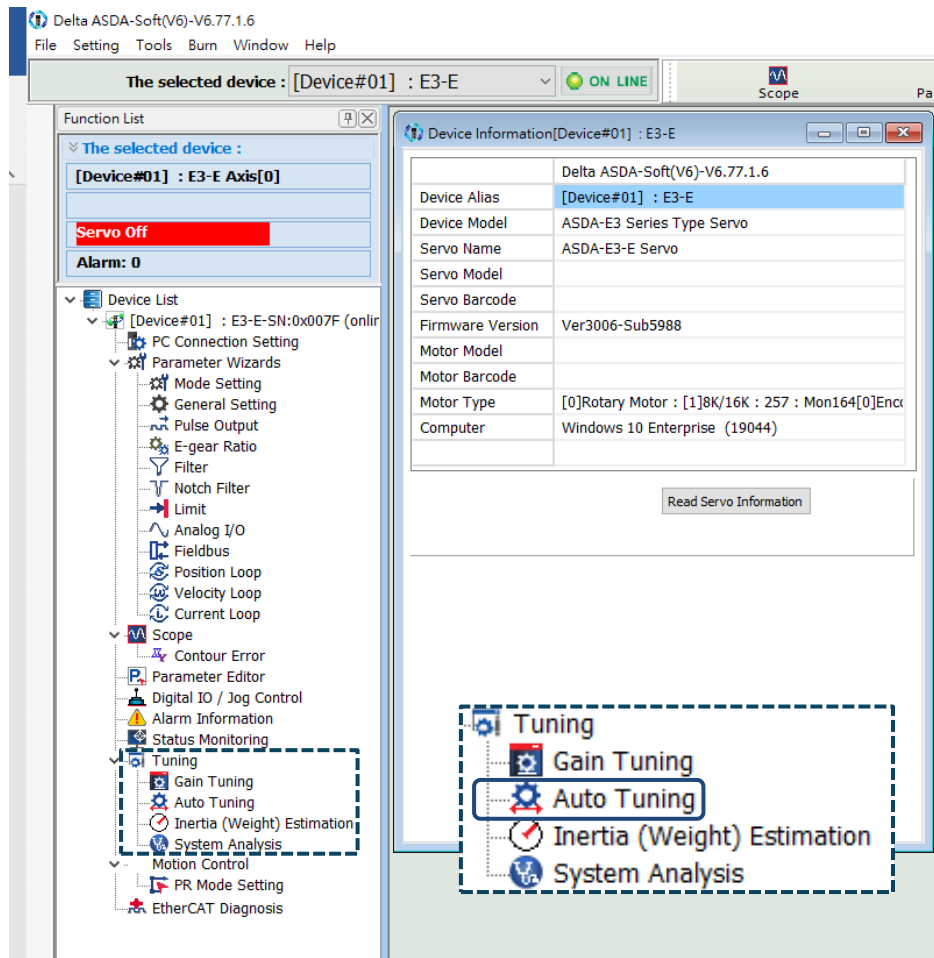 Delta ASDA-Soft(V6)-V6.77.1.6
File Setting Tools Burn Window Help
The selected device : [Device#01] : E3-E ON LINE
Scope
Pa
Function List
The selected device :
[Device#01] : E3-E Axis[0]
Servo Off
Alarm: 0
Device List
[Device#01] : E3-E-SN:0x007F (onlin
PC Connection Setting
Parameter Wizards
Mode Setting
General Setting
Pulse Output
E-gear Ratio
Filter
Notch Filter
Limit
Analog I/O
Fieldbus
Position Loop
Velocity Loop
Current Loop
Scope
Contour Error
Parameter Editor
Digital IO / Jog Control
Alarm Information
Status Monitoring
Tuning
Gain Tuning
Auto Tuning
Inertia (Weight) Estimation
System Analysis
Motion Control
PR Mode Setting
EtherCAT Diagnosis
Device Information[Device#01] : E3-E
Delta ASDA-Soft(V6)-V6.77.1.6
Device Alias [Device#01] : E3-E
Device Model ASDA-E3 Series Type Servo
Servo Name ASDA-E3-E Servo
Servo Model
Servo Barcode
Firmware Version Ver3006-Sub5988
Motor Model
Motor Barcode
Motor Type [0]Rotary Motor : [1]8K/16K : 257 : Mon164[0]Enco
Computer Windows 10 Enterprise (19044)
Read Servo Information
Tuning
Gain Tuning
Auto Tuning
Inertia (Weight) Estimation
System Analysis